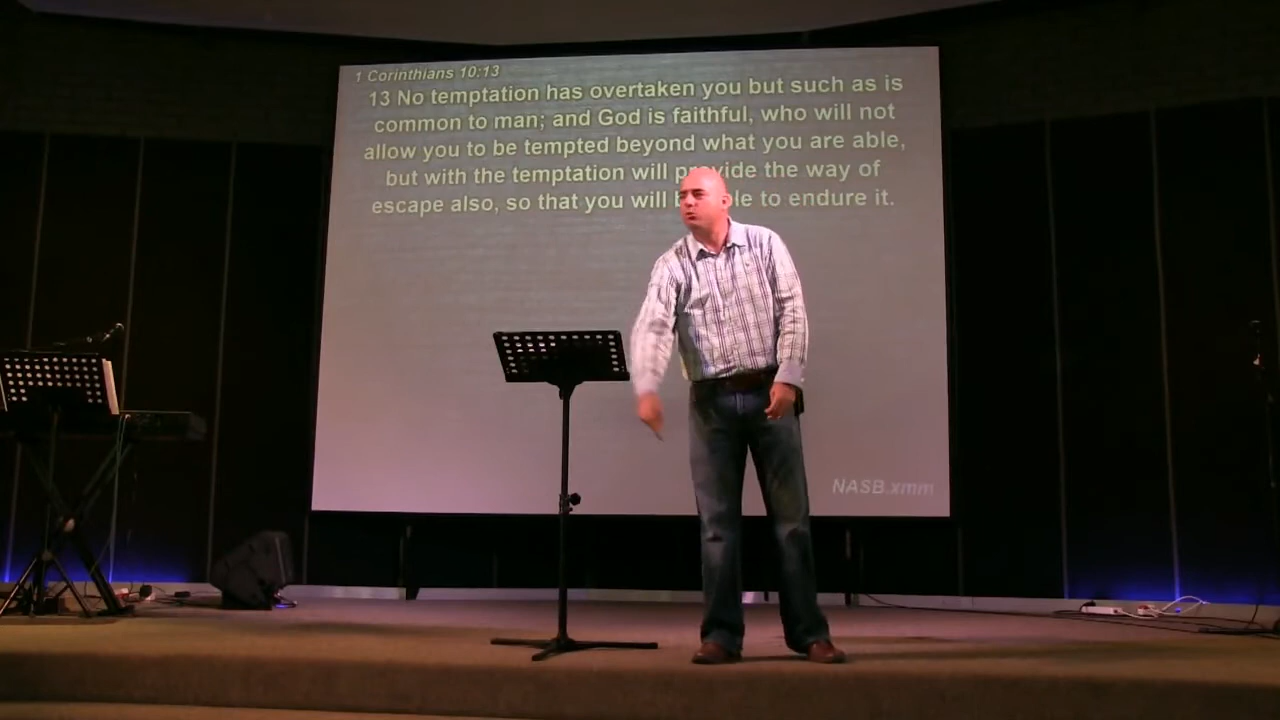 1 Corinthians 10:13
13 No temptation has overtaken you but such as is
common to man; and God is faithful, who will not
allow you to be tempted beyond what you are able,
but with the temptation will provide the way of
escape also, so that you will to endure it.
NASB.xmm